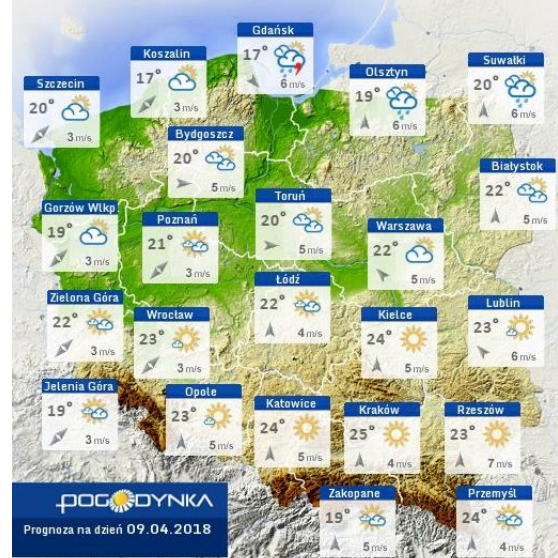 Gdańsk
17°
6 m/s
Koszalin
17°
3 m/s
Suwałki
20°
6 m/s
Olsztyn
19°
6 m/s
Szczecin
20°
3 m/s
Bydgoszcz
20°
5 m/s
Białystok
22°
5 m/s
Toruń
20°
5 m/s
Gorzów Wlkp
19°
3 m/s
Poznań
21°
3 m/s
Warszawa
22°
5 m/s
Łódź
22°
4 m/s
Zielona Góra
22°
3 m/s
Wrocław
23°
3 m/s
Kielce
24°
5 m/s
Lublin
23°
6 m/s
Jelenia Góra
19°
3 m/s
Opole
23°
5 m/s
Katowice
24°
5 m/s
Kraków
25°
4 m/s
Rzeszów
23°
7 m/s
Zakopane
19°
5 m/s
Przemyśl
24°
4 m/s
POGODYNKA
Prognoza na dzień 09.04.2018